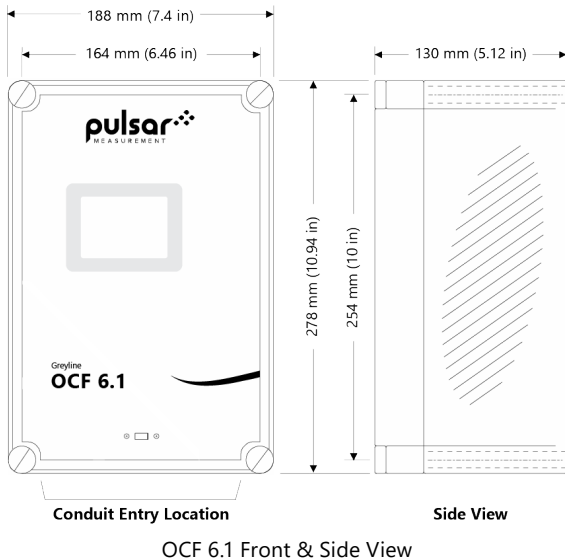 188 mm (7.4 in)
164 mm (6.46 in)
130 mm (5.12 in)
pulsar
MEASUREMENT
278 mm (10.94 in)
254 mm (10 in)
Greyline
OCF 6.1
Conduit Entry Location
Side View
OCF 6.1 Front & Side View